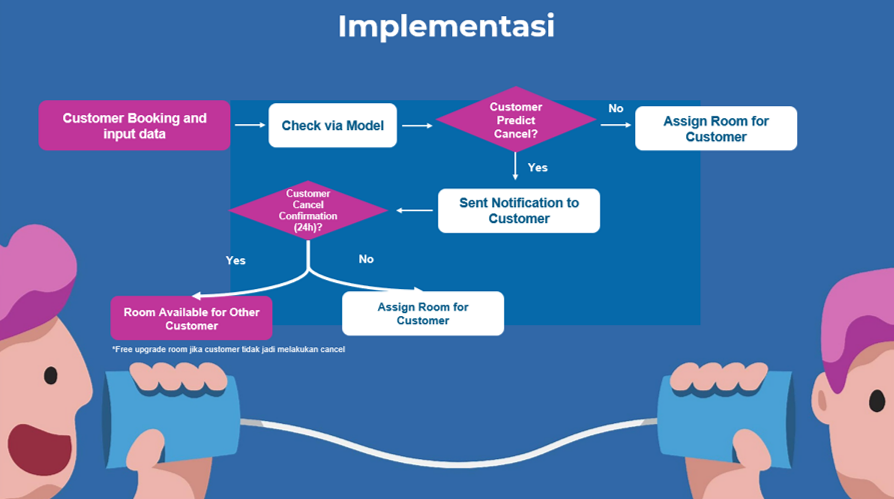 Implementasi
Customer Booking and
input data
Check via Model
Customer
Predict
Cancel?
No
Assign Room for
Customer
Yes
Sent Notification to
Customer
Customer
Cancel
Confirmation
(24h)?
Yes
No
Room Available for Other
Customer
Assign Room for
Customer
*Free upgrade room jika customer tidak jadi melakukan cancel